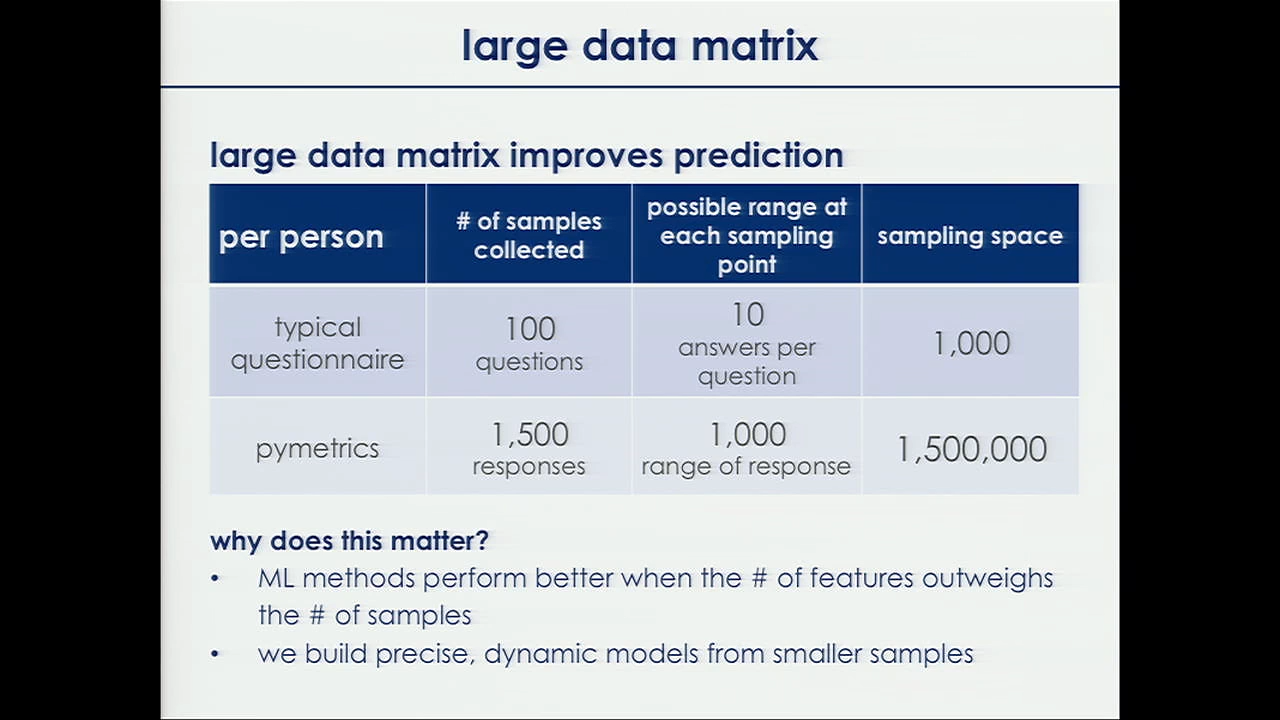 large data matrix
large data matrix improves prediction
per person
# of samples
collected
possible range at
each sampling
point
sampling space
typical
questionnaire
100
questions
10
answers per
question
1,000
pymetrics
1,500
responses
1,000
range of response
1,500,000
why does this matter?
• ML methods perform better when the # of features outweighs
the # of samples
• we build precise, dynamic models from smaller samples